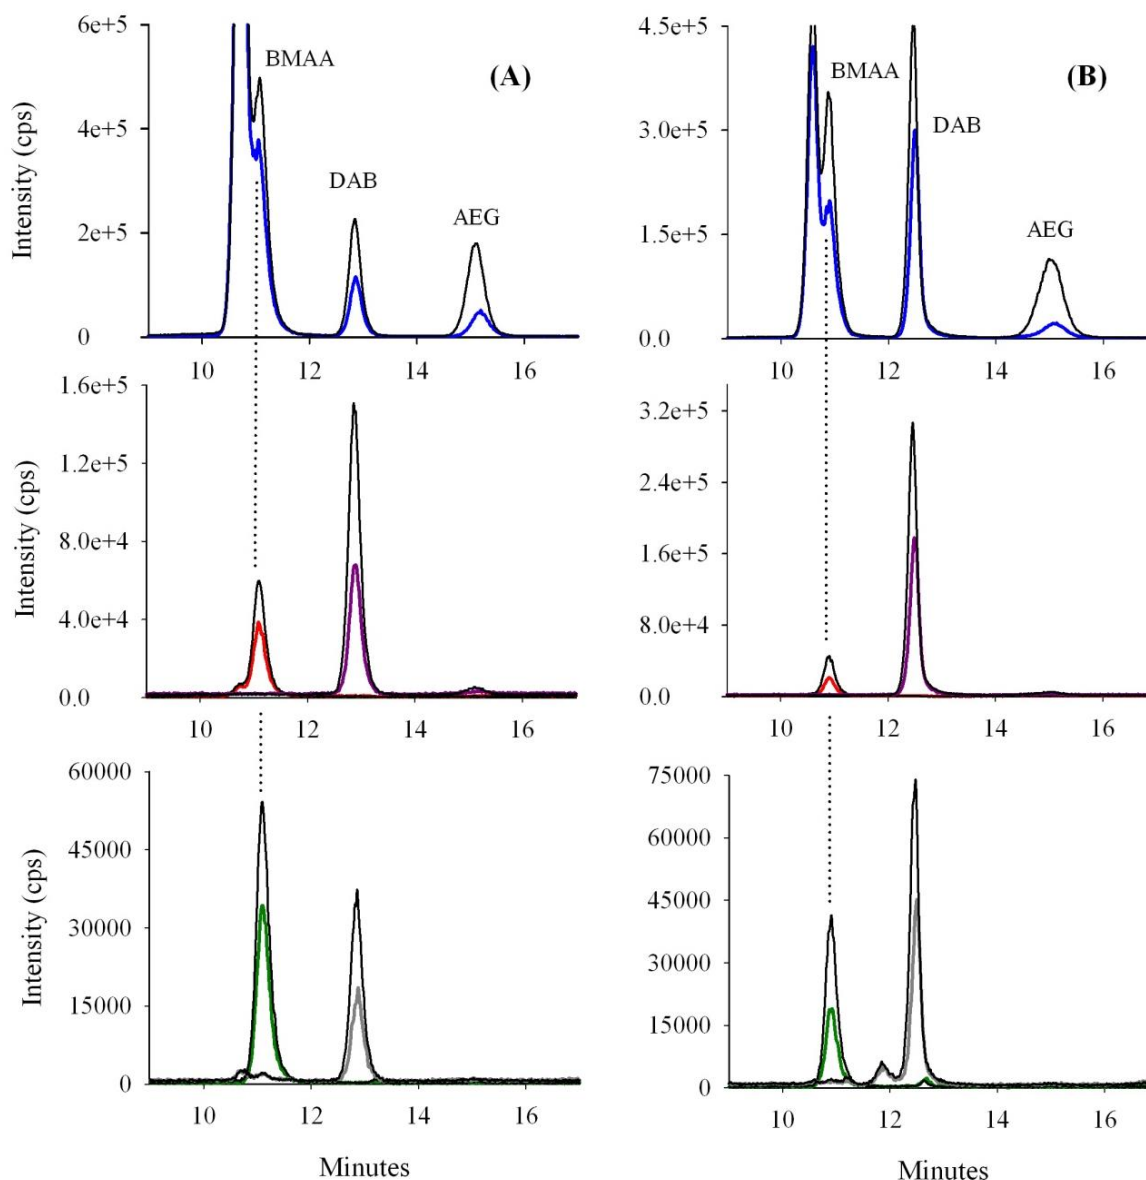 6e+5
4e+5
2e+5
0
Intensity (cps)
BMAA
DAB
AEG
(A)
10 12 14 16
4.5e+5
3.0e+5
1.5e+5
0.0
BMAA
DAB
AEG
(B)
10 12 14 16
1.6e+5
1.2e+5
8.0e+4
4.0e+4
0.0
Intensity (cps)
10 12 14 16
3.2e+5
2.4e+5
1.6e+5
8.0e+4
0.0
10 12 14 16
60000
45000
30000
15000
0
Intensity (cps)
10 12 14 16
Minutes
75000
60000
45000
30000
15000
0
10 12 14 16
Minutes